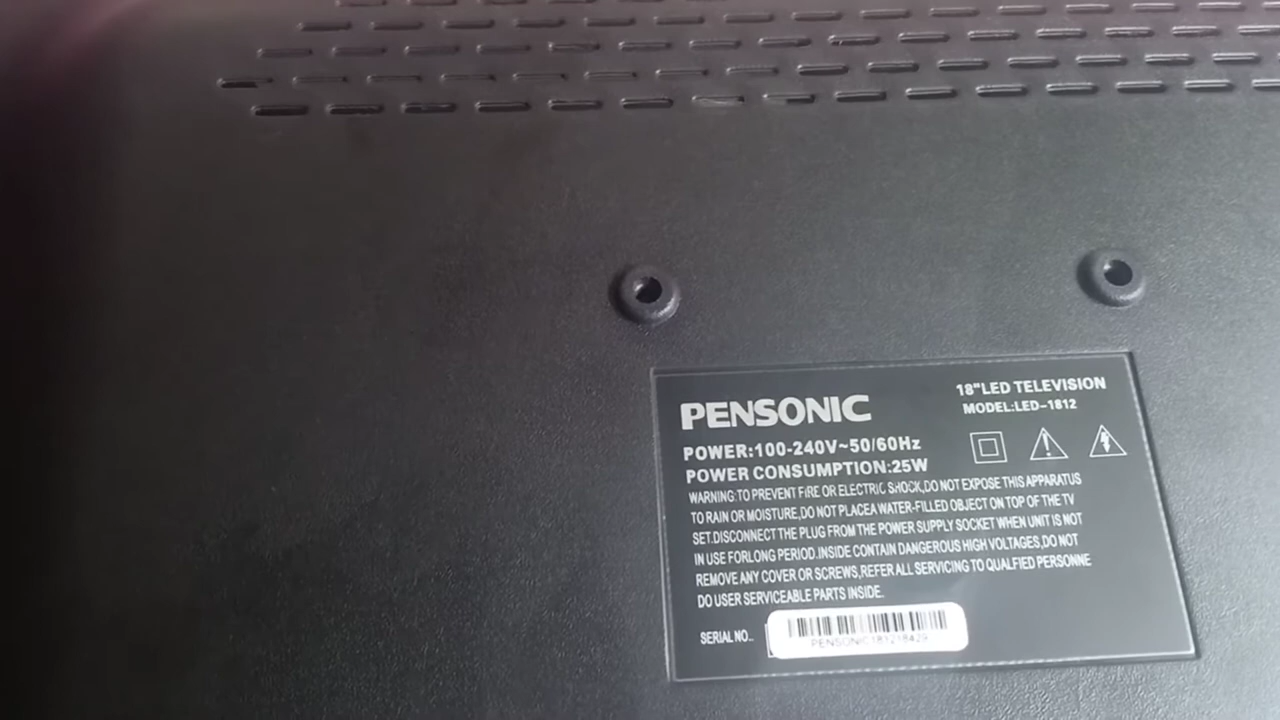 PENSONIC
18"LED TELEVISION
MODEL:LED-1812
POWER:100-240V~50/60Hz
POWER CONSUMPTION:25W
WARNING:TO PREVENT FIRE OR ELECTRIC SHOCK,DO NOT EXPOSE THIS APPARATUS
TO RAIN OR MOISTURE,DO NOT PLACEA WATER-FILLED OBJECT ON TOP OF THE TV
SET.DISCONNECT THE PLUG FROM THE POWER SUPPLY SOCKET WHEN UNIT IS NOT
IN USE FORLONG PERIOD.INSIDE CONTAIN DANGEROUS HIGH VOLTAGES,DO NOT
REMOVE ANY COVER OR SCREWS,REFER ALL SERVICING TO QUALFIED PERSONNE
DO USER SERVICEABLE PARTS INSIDE.
SERIAL NO..
PENSONIC181218429